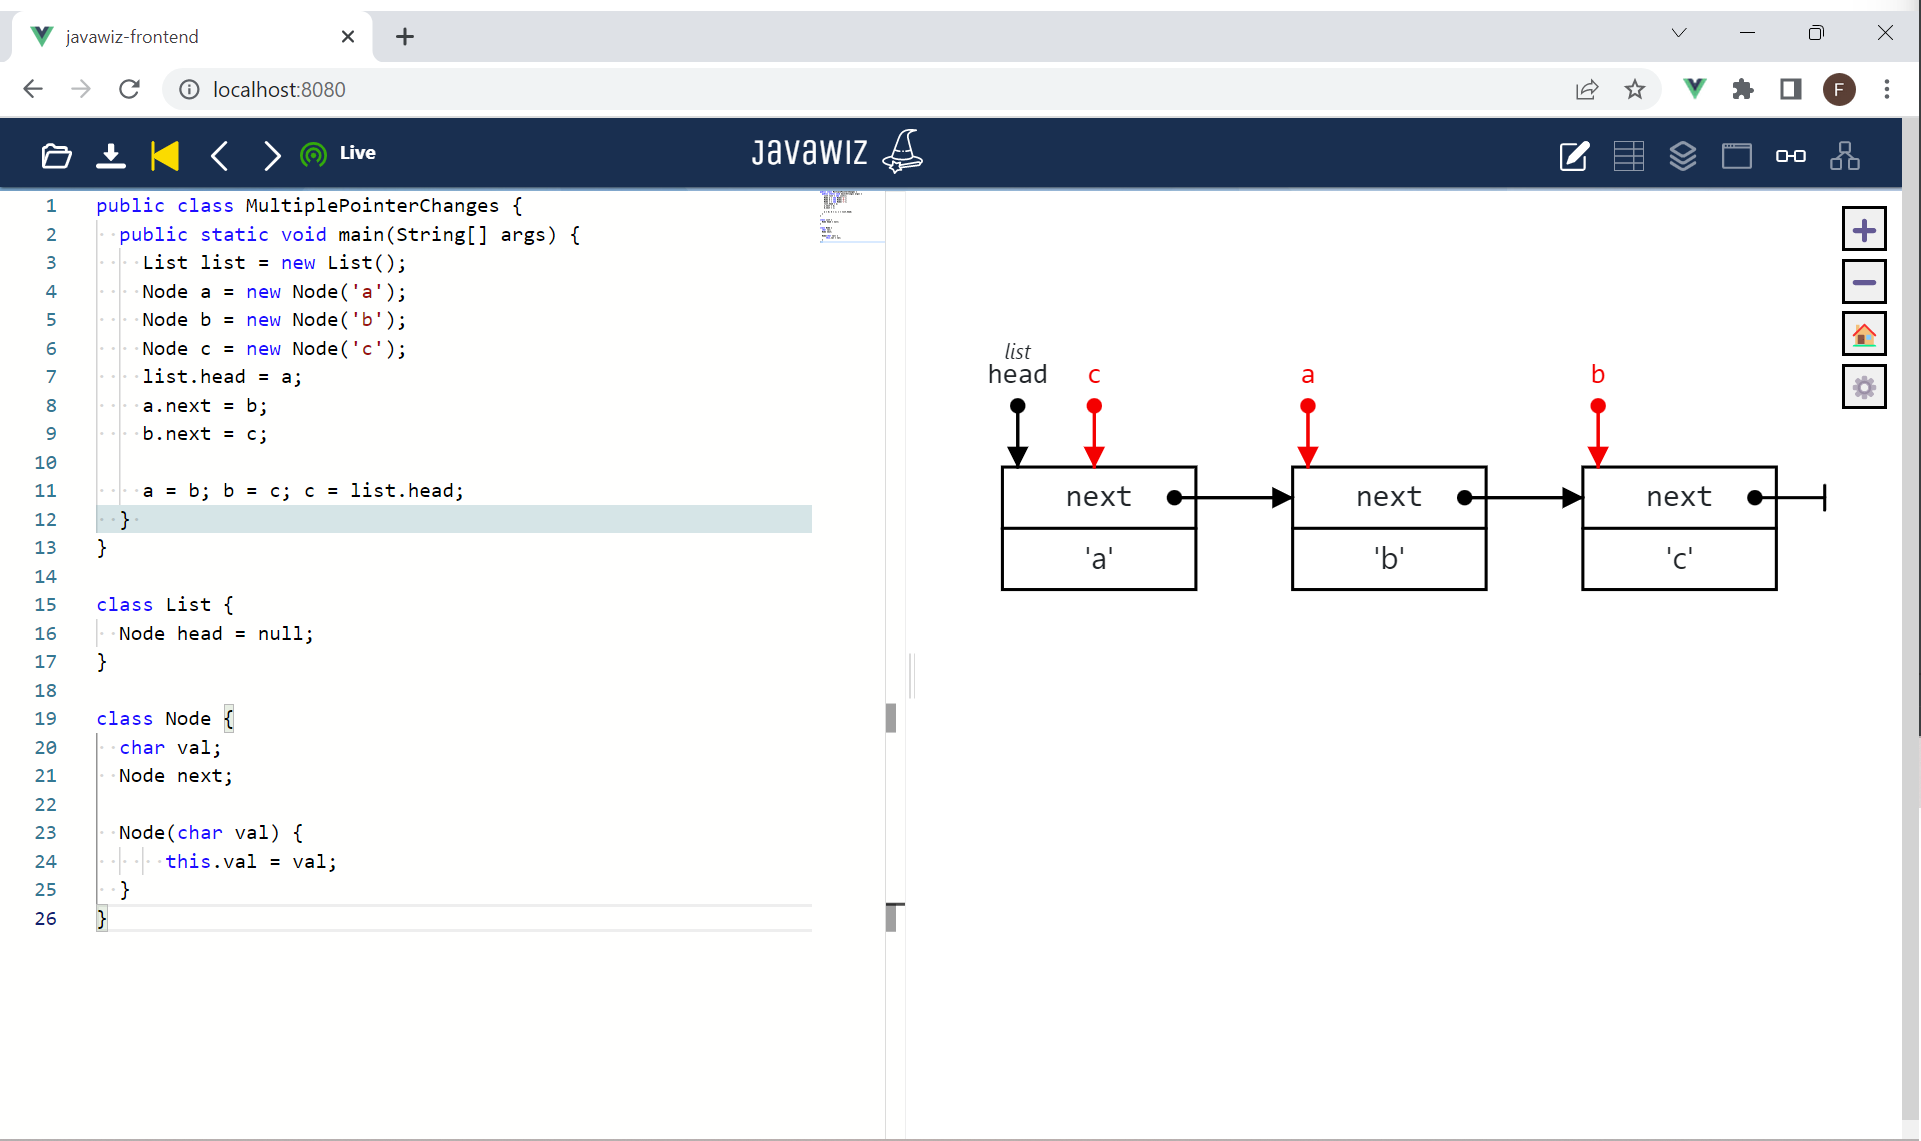 javawiz-frontend
localhost:8080
F
Live
JavaWIZ
1 public class MultiplePointerChanges {
2 public static void main(String[] args) {
3 List list = new List();
4 Node a = new Node('a');
5 Node b = new Node('b');
6 Node c = new Node('c');
7 list.head = a;
8 a.next = b;
9 b.next = c;
10
11 a = b; b = c; c = list.head;
12 }
13 }
14
15 class List {
16 Node head = null;
17 }
18
19 class Node {
20 char val;
21 Node next;
22
23 Node(char val) {
24 this.val = val;
25 }
26 }
list
head c a b
next next next
'a' 'b' 'c'